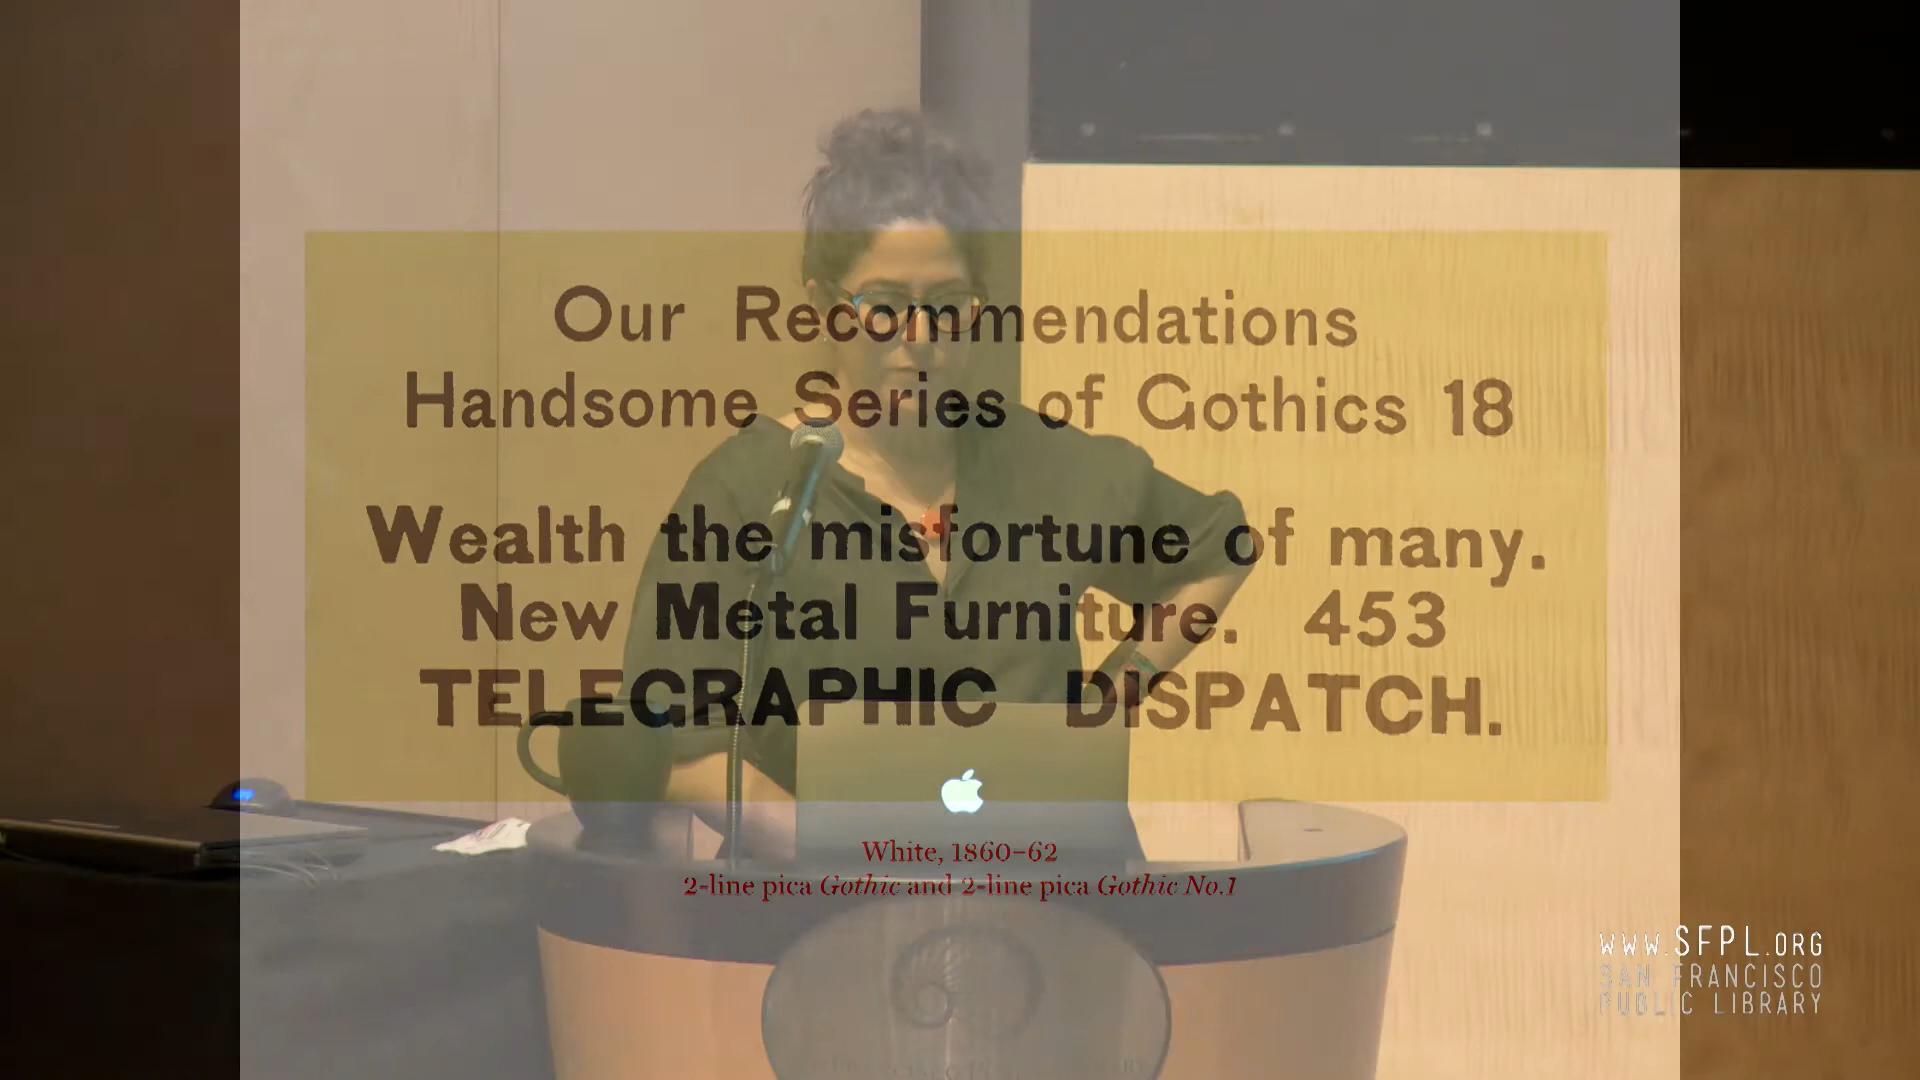 Our Recommendations
Handsome Series of Gothics 18
Wealth the misfortune of many.
New Metal Furniture. 453
TELEGRAPHIC DISPATCH.
White, 1860–62
2-line pica Gothic and 2-line pica Gothic No.1
WWW.SFPL.ORG
SAN FRANCISCO
PUBLIC LIBRARY